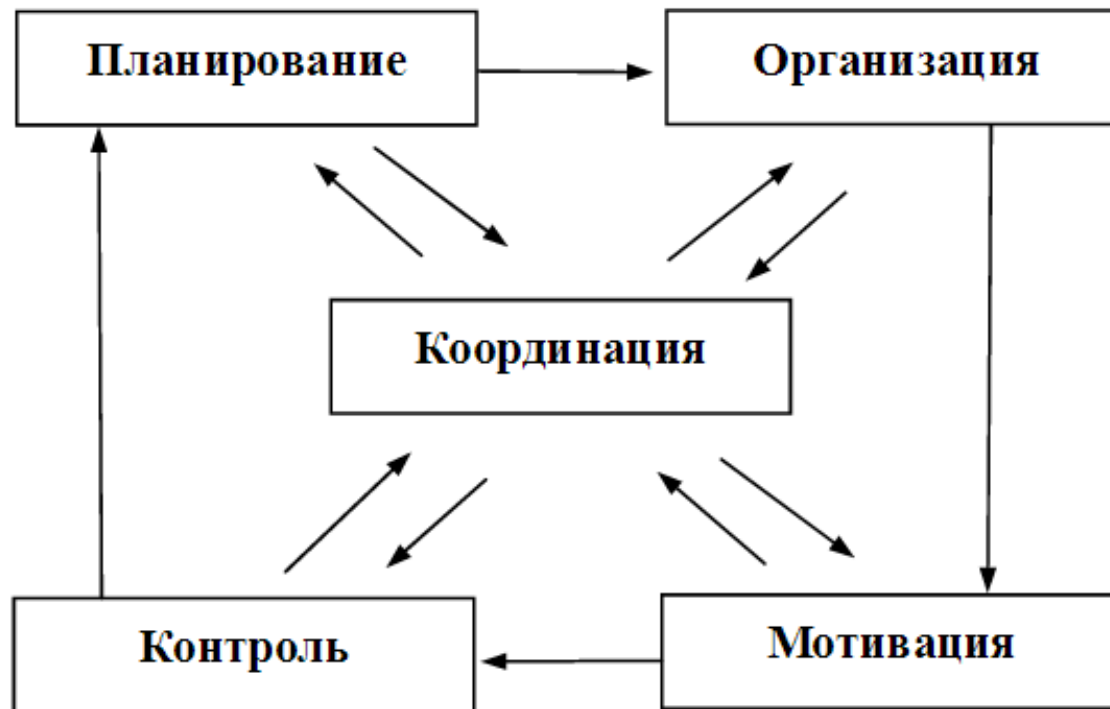 Планирование
Организация
Координация
Контроль
Мотивация